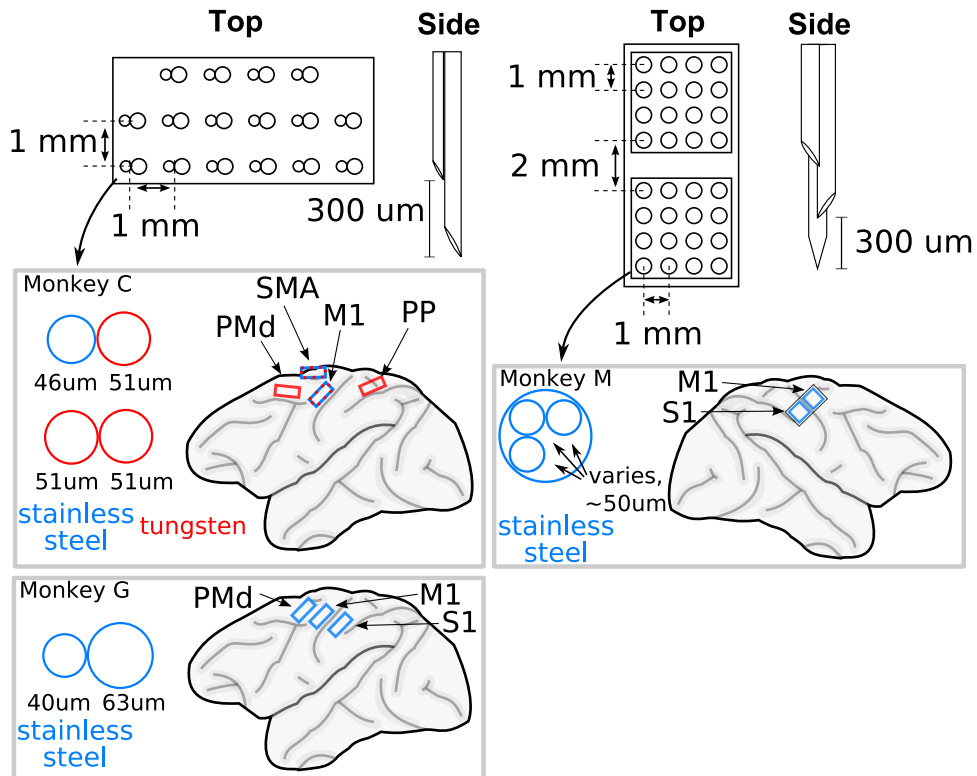 Top
Side
1 mm
1 mm
300 um
Top
Side
1 mm
2 mm
1 mm
300 um
Monkey C
46um 51um
51um 51um
stainless
steel
tungsten
SMA
M1
PP
PMd
Monkey M
varies,
~50um
stainless
steel
M1
S1
Monkey G
40um 63um
stainless
steel
PMd
M1
S1